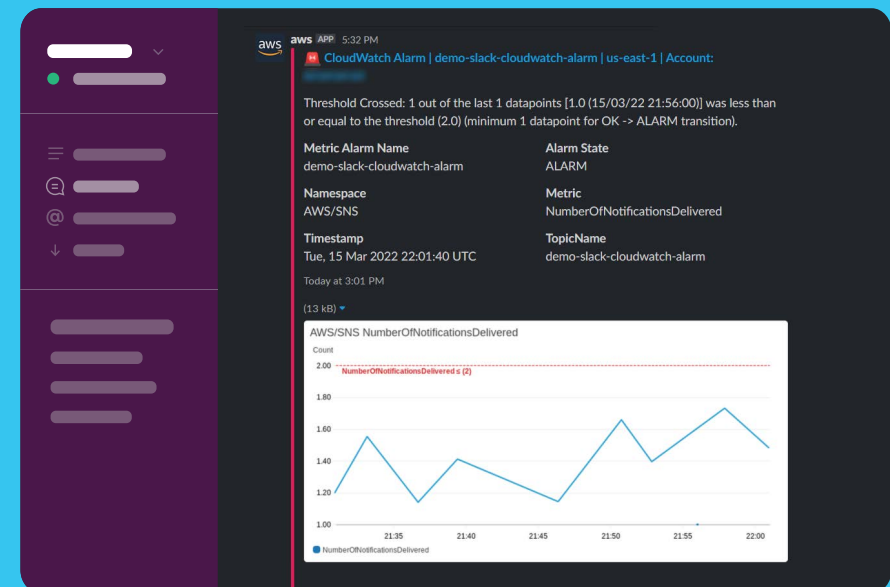 aws
aws APP 5:32 PM
CloudWatch Alarm | demo-slack-cloudwatch-alarm | us-east-1 | Account:
Threshold Crossed: 1 out of the last 1 datapoints [1.0 (15/03/22 21:56:00)] was less than
or equal to the threshold (2.0) (minimum 1 datapoint for OK -> ALARM transition).
Metric Alarm Name
demo-slack-cloudwatch-alarm
Alarm State
ALARM
Namespace
AWS/SNS
Metric
NumberOfNotificationsDelivered
Timestamp
Tue, 15 Mar 2022 22:01:40 UTC
TopicName
demo-slack-cloudwatch-alarm
Today at 3:01 PM
(13 kB)
AWS/SNS NumberOfNotificationsDelivered
Count
2.00
NumberOfNotificationsDelivered ≤ (2)
1.80
1.60
1.40
1.20
1.00
21:35 21:40 21:45 21:50 21:55 22:00
NumberOfNotificationsDelivered